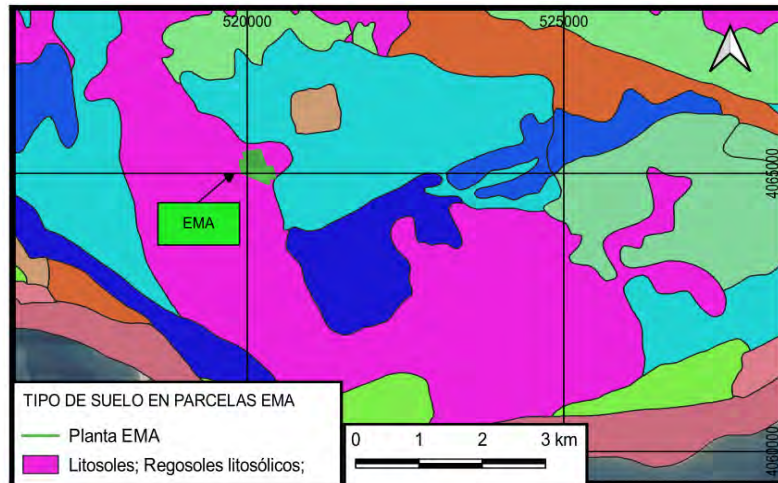 520000
525000
4065000
EMA
TIPO DE SUELO EN PARCELAS EMA
Planta EMA
Litosoles; Regosoles litosólicos;
0 1 2 3 km
4060000